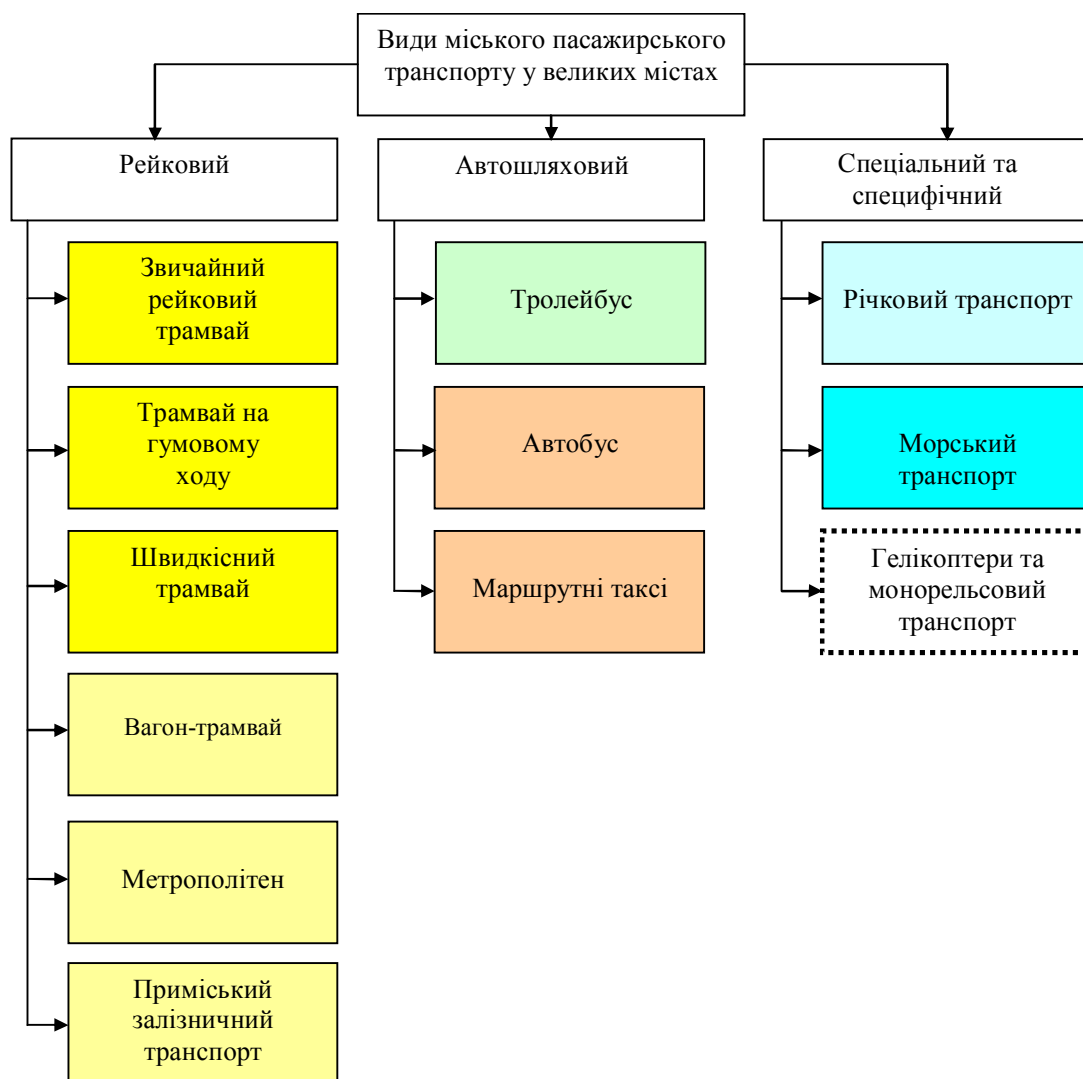 Види міського пасажирського
транспорту у великих містах
Рейковий
Звичайний
рейковий
трамвай
Трамвай на
гумовому
ходу
Швидкісний
трамвай
Вагон-трамвай
Метрополітен
Приміський
залізничний
транспорт
Автошляховий
Тролейбус
Автобус
Маршрутні таксі
Спеціальний та
специфічний
Річковий транспорт
Морський
транспорт
Гелікоптери та
монорельсовий
транспорт